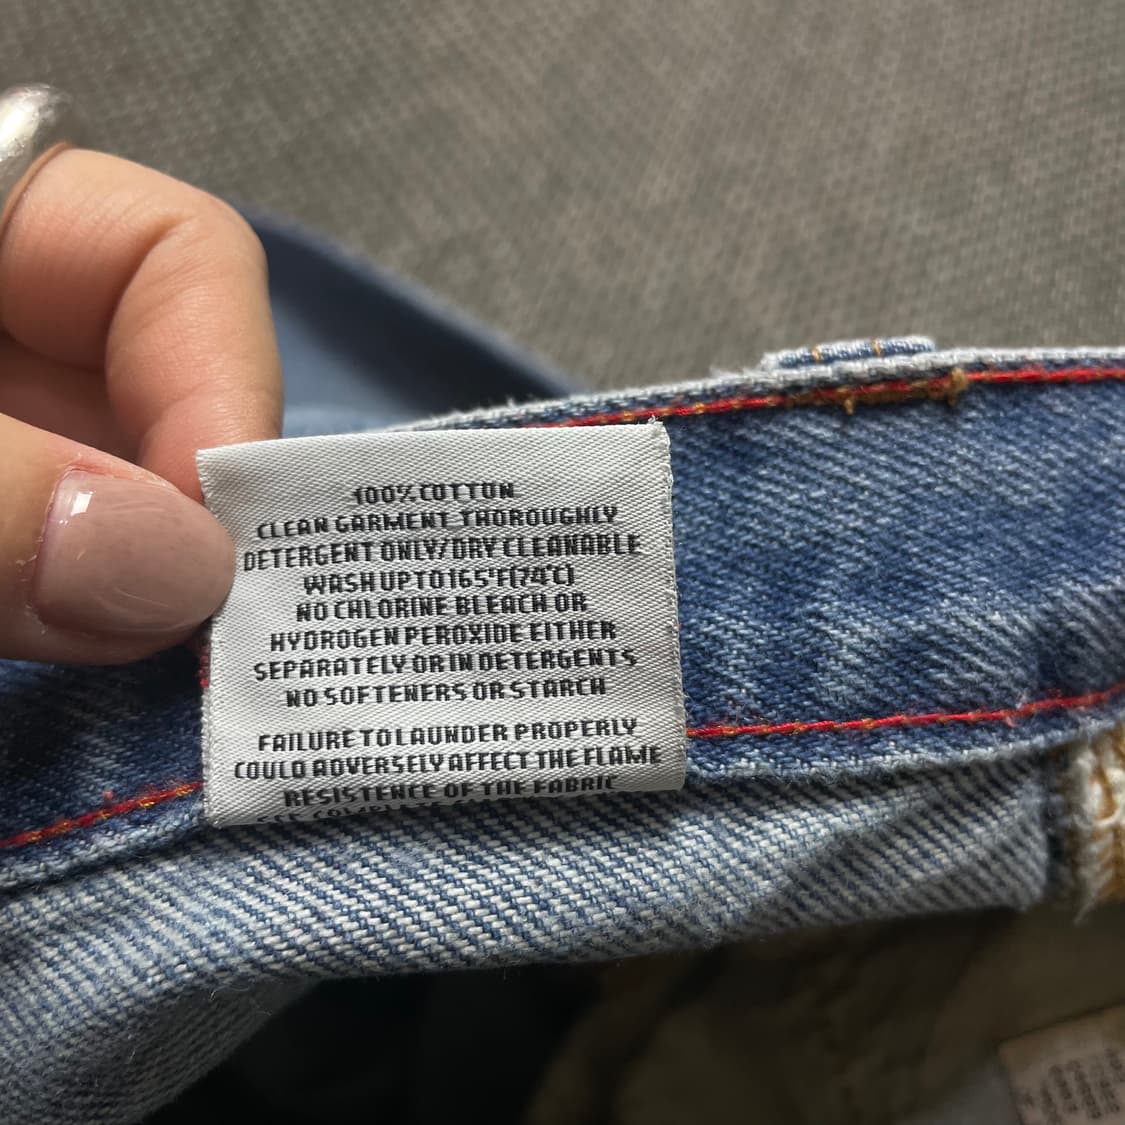 100% COTTON
CLEAN GARMENT THOROUGHLY
DETERGENT ONLY/DRY CLEANABLE
WASH UP TO 165°F(74°C)
NO CHLORINE BLEACH OR
HYDROGEN PEROXIDE EITHER
SEPARATELY OR IN DETERGENTS
NO SOFTENERS OR STARCH
FAILURE TO LAUNDER PROPERLY
COULD ADVERSELY AFFECT THE FLAME
RESISTENCE OF THE FABRIC
SEE